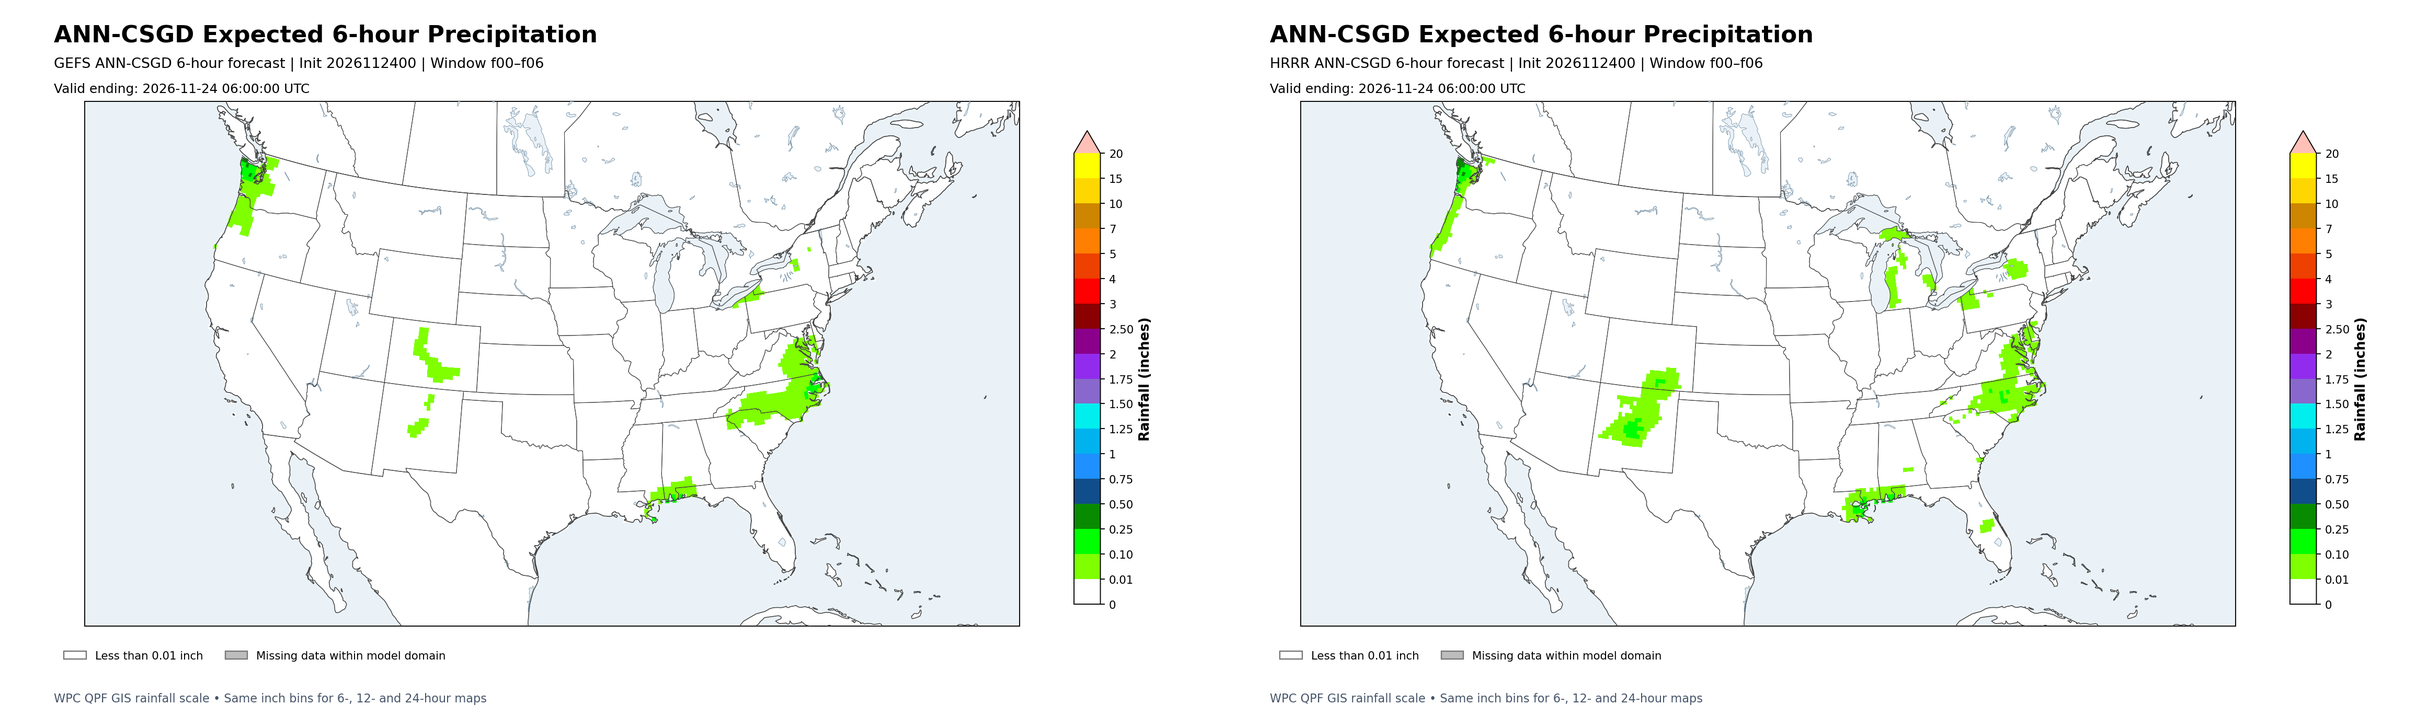 ANN-CSGD Expected 6-hour Precipitation
GEFS ANN-CSGD 6-hour forecast | Init 2026112400 | Window f00–f06
Valid ending: 2026-11-24 06:00:00 UTC
20
15
10
7
5
4
3
2.50
2
1.75
1.50
1.25
1
0.75
0.50
0.25
0.10
0.01
0
Rainfall (inches)
Less than 0.01 inch
Missing data within model domain
WPC QPF GIS rainfall scale • Same inch bins for 6-, 12- and 24-hour maps
ANN-CSGD Expected 6-hour Precipitation
HRRR ANN-CSGD 6-hour forecast | Init 2026112400 | Window f00–f06
Valid ending: 2026-11-24 06:00:00 UTC
20
15
10
7
5
4
3
2.50
2
1.75
1.50
1.25
1
0.75
0.50
0.25
0.10
0.01
0
Rainfall (inches)
Less than 0.01 inch
Missing data within model domain
WPC QPF GIS rainfall scale • Same inch bins for 6-, 12- and 24-hour maps